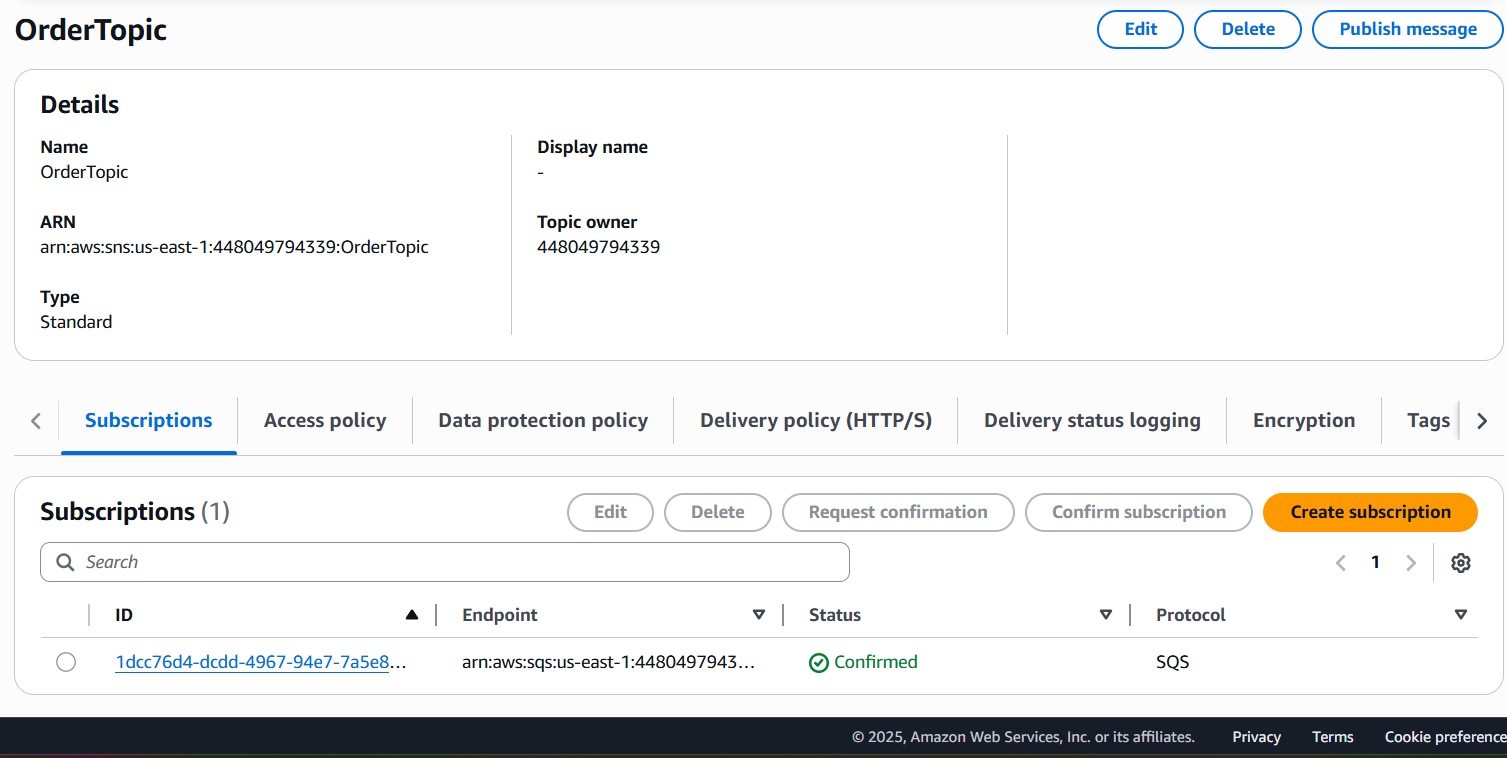 OrderTopic
Edit Delete Publish message
Details
Name
OrderTopic
Display name
-
ARN
arn:aws:sns:us-east-1:448049794339:OrderTopic
Topic owner
448049794339
Type
Standard
Subscriptions Access policy Data protection policy Delivery policy (HTTP/S) Delivery status logging Encryption Tags
Subscriptions (1)
Edit Delete Request confirmation Confirm subscription Create subscription
Search
1
ID Endpoint Status Protocol
1dcc76d4-dcdd-4967-94e7-7a5e8... arn:aws:sqs:us-east-1:4480497943... Confirmed SQS
© 2025, Amazon Web Services, Inc. or its affiliates. Privacy Terms Cookie preference